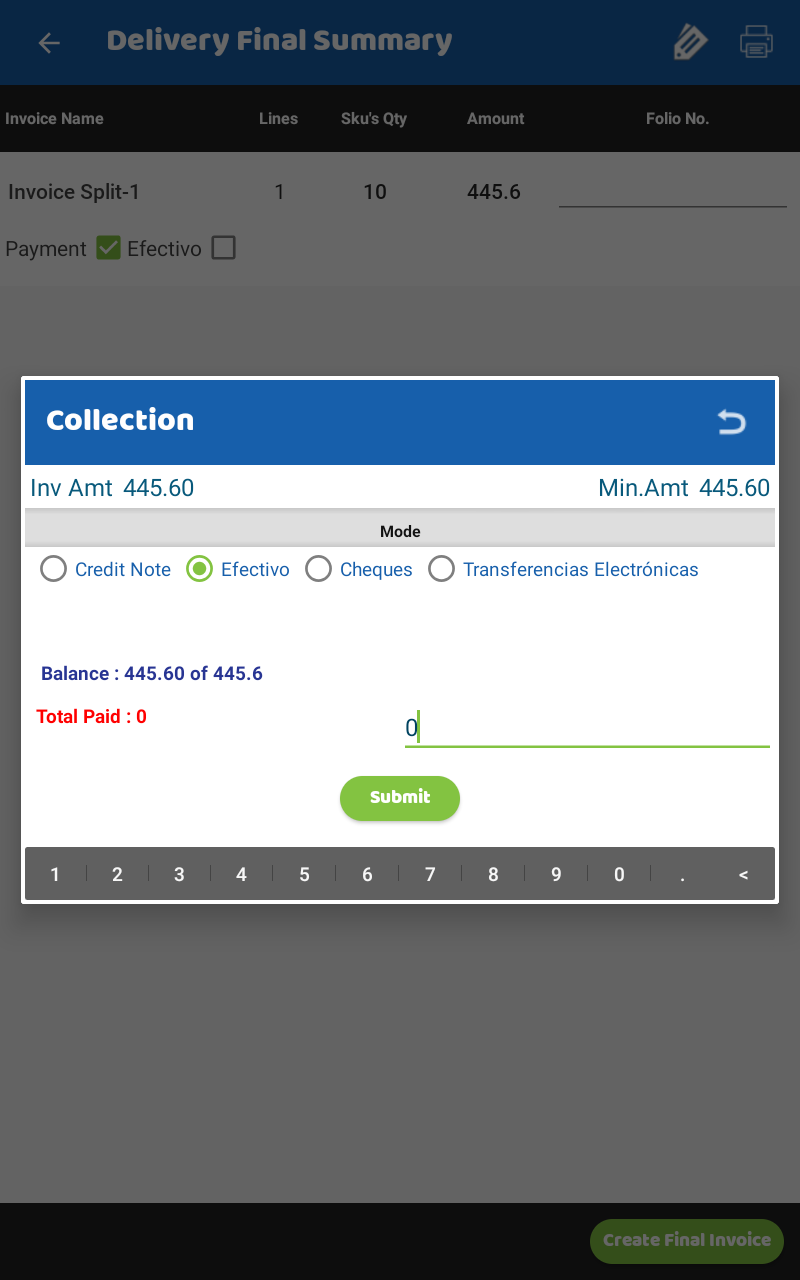 Delivery Final Summary
Invoice Name Lines Sku's Qty Amount Folio No.
Invoice Split-1 1 10 445.6
Payment Efectivo
Collection
Inv Amt 445.60 Min.Amt 445.60
Mode
Credit Note Efectivo Cheques Transferencias Electrónicas
Balance : 445.60 of 445.6
Total Paid : 0 0
Submit
1 2 3 4 5 6 7 8 9 0 . <
Create Final Invoice